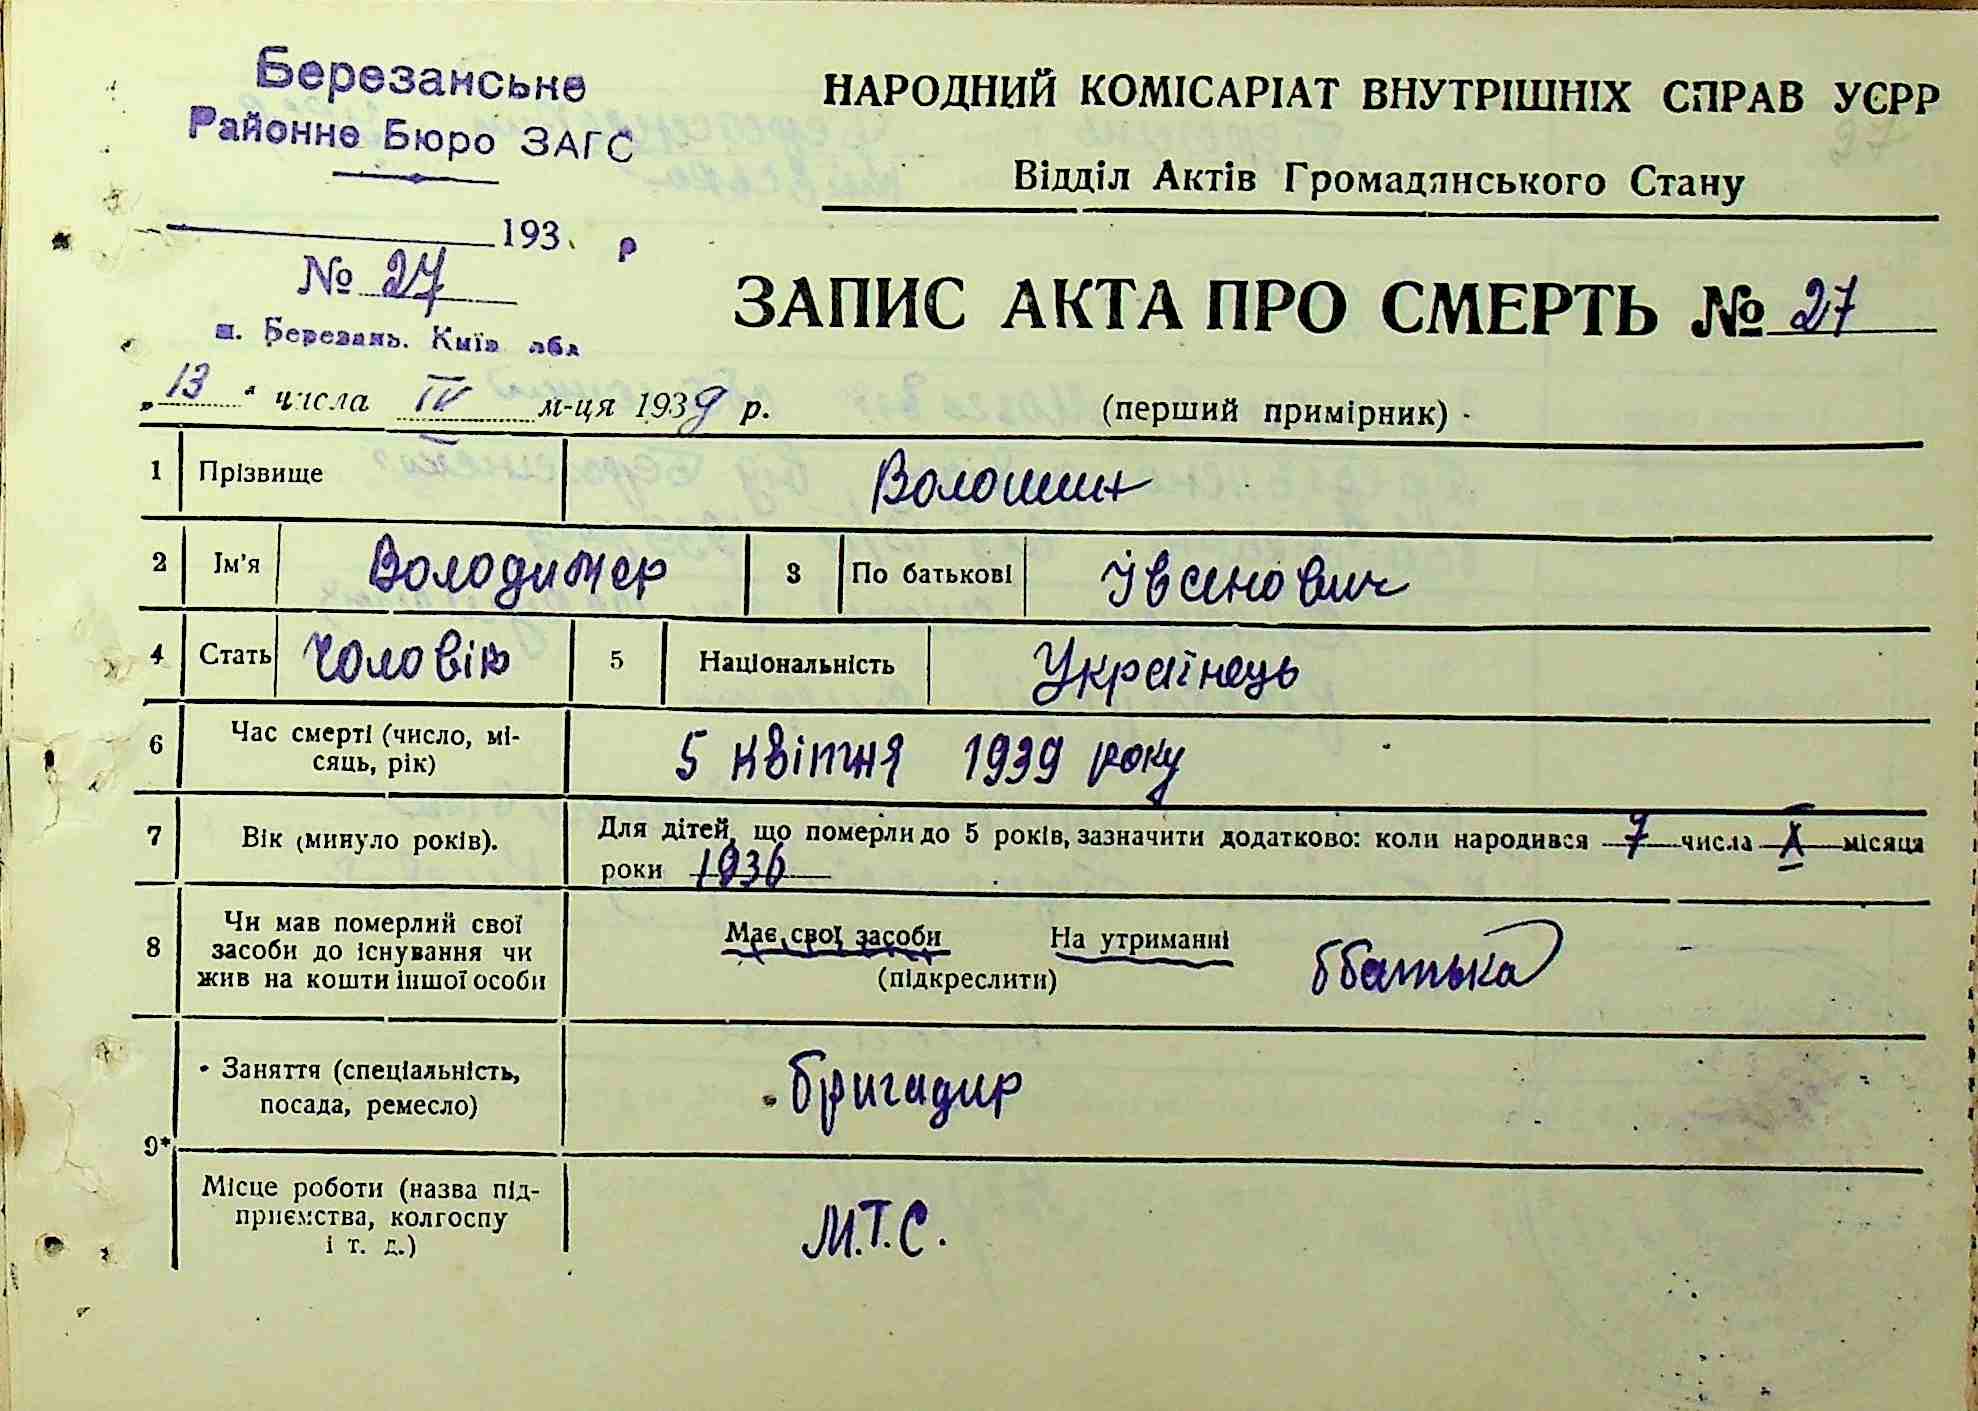 Березанське
Районне Бюро ЗАГС
НАРОДНИЙ КОМІСАРІАТ ВНУТРІШНІХ СПРАВ УСРР
Відділ Актів Громадянського Стану
193 р
№ 27
м. Березань. Київ обл
ЗАПИС АКТА ПРО СМЕРТЬ № 27
„13" числа IV м-ця 1939 р.
(перший примірник)
1 Прізвище Волошин
2 Ім'я Володимер 3 По батькові Іванович
4 Стать Чоловік 5 Національність Українець
6 Час смерті (число, мі-
сяць, рік) 5 квітня 1939 року
7 Вік (минуло років). Для дітей, що померли до 5 років, зазначити додатково: коли народився 7 числа X місяця
роки 1936
8 Чи мав померлий свої
засоби до існування чи
жив на кошти іншої особи
Має свої засоби На утриманні батька
(підкреслити)
9* Заняття (спеціальність,
посада, ремесло) бригадир
Місце роботи (назва під-
приємства, колгоспу
і т. д.) М.Т.С.